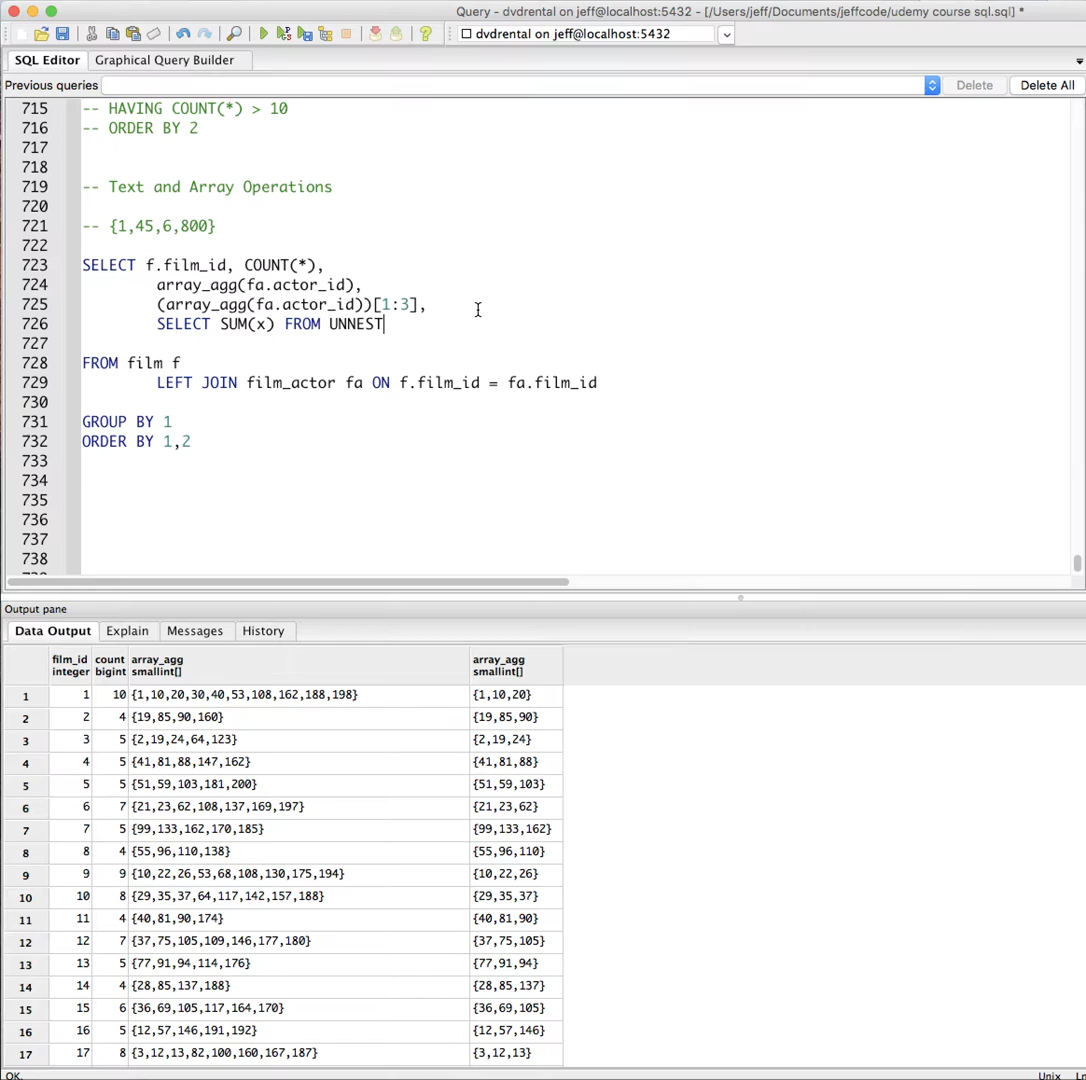 Query - dvdrental on jeff@localhost:5432 - [/Users/jeff/Documents/jeffcode/udemy course sql.sql] *
dvdrental on jeff@localhost:5432
SQL Editor Graphical Query Builder
Previous queries Delete Delete All
715 -- HAVING COUNT(*) > 10
716 -- ORDER BY 2
717
718
719 -- Text and Array Operations
720
721 -- {1,45,6,800}
722
723 SELECT f.film_id, COUNT(*),
724 array_agg(fa.actor_id),
725 (array_agg(fa.actor_id))[1:3],
726 SELECT SUM(x) FROM UNNEST
727
728 FROM film f
729 LEFT JOIN film_actor fa ON f.film_id = fa.film_id
730
731 GROUP BY 1
732 ORDER BY 1,2
733
734
735
736
737
738
Output pane
Data Output Explain Messages History
film_id count array_agg array_agg
integer bigint smallint[] smallint[]
1 1 10 {1,10,20,30,40,53,108,162,188,198} {1,10,20}
2 2 4 {19,85,90,160} {19,85,90}
3 3 5 {2,19,24,64,123} {2,19,24}
4 4 5 {41,81,88,147,162} {41,81,88}
5 5 5 {51,59,103,181,200} {51,59,103}
6 6 7 {21,23,62,108,137,169,197} {21,23,62}
7 7 5 {99,133,162,170,185} {99,133,162}
8 8 4 {55,96,110,138} {55,96,110}
9 9 9 {10,22,26,53,68,108,130,175,194} {10,22,26}
10 10 8 {29,35,37,64,117,142,157,188} {29,35,37}
11 11 4 {40,81,90,174} {40,81,90}
12 12 7 {37,75,105,109,146,177,180} {37,75,105}
13 13 5 {77,91,94,114,176} {77,91,94}
14 14 4 {28,85,137,188} {28,85,137}
15 15 6 {36,69,105,117,164,170} {36,69,105}
16 16 5 {12,57,146,191,192} {12,57,146}
17 17 8 {3,12,13,82,100,160,167,187} {3,12,13}
OK. Unix